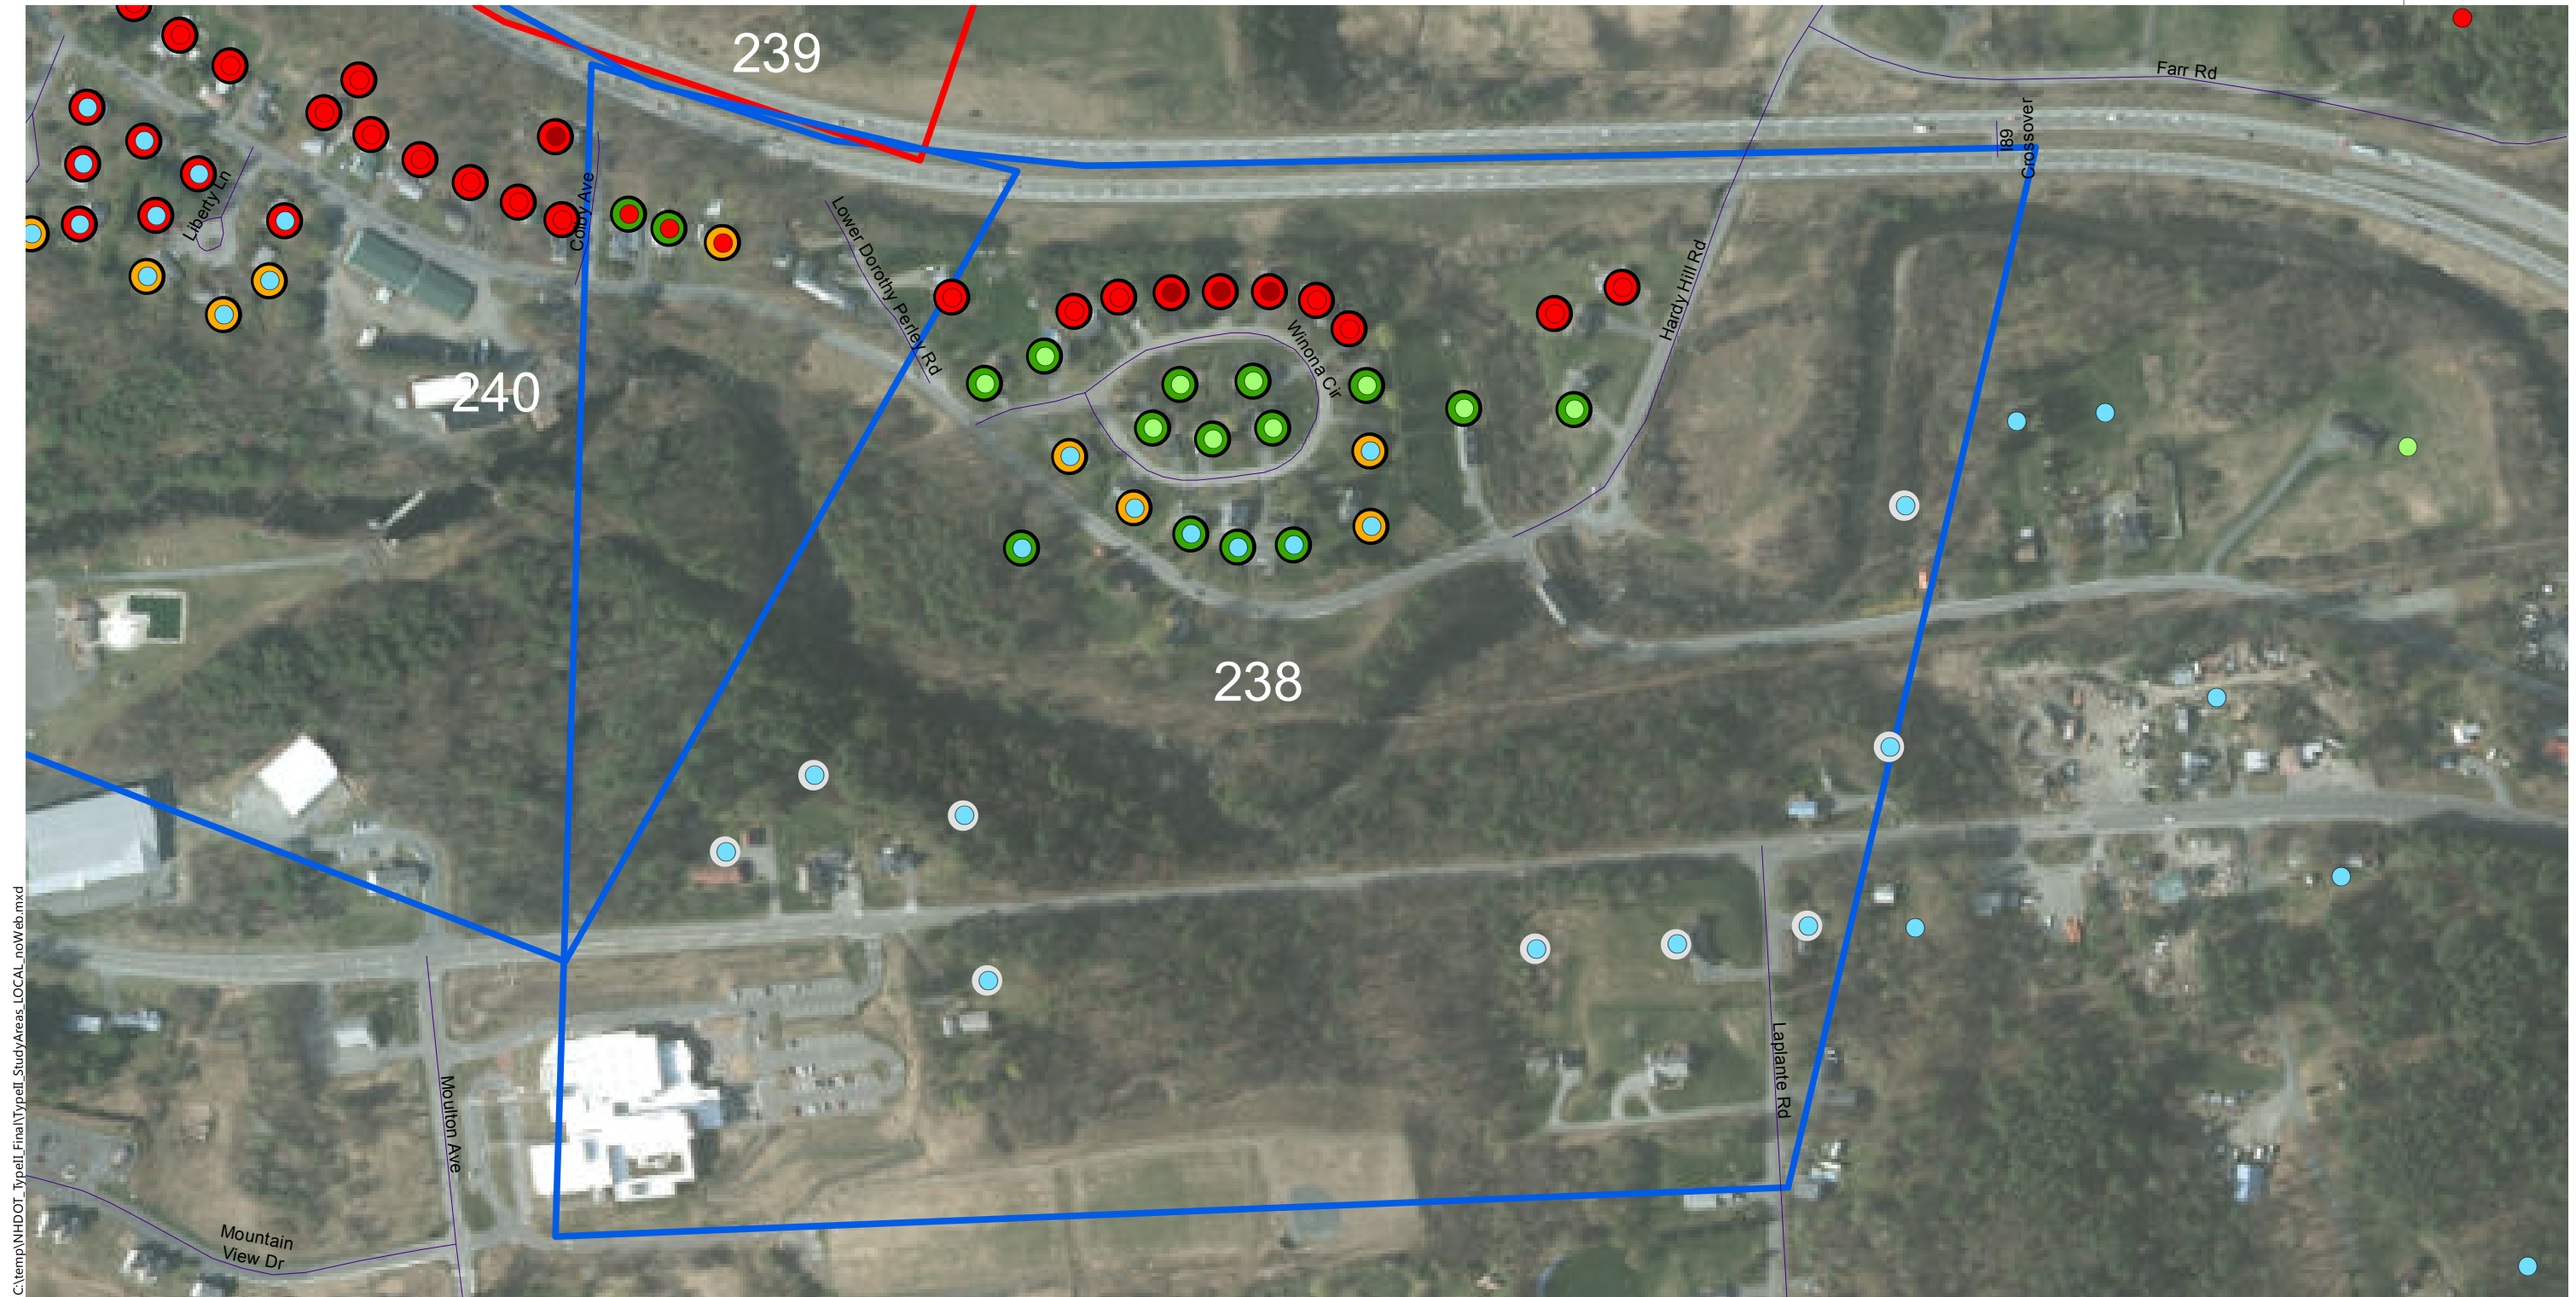 239
Farr Rd
I89
Crossover
Liberty Ln
Colby Ave
Lower Dorothy Perley Rd
Hardy Hill Rd
Winona Cir
240
238
C:\temp\NHDOT_TypeII_Final\TypeII_StudyAreas_LOCAL_noWeb.mxd
Laplante Rd
Moulton Ave
Mountain
View Dr